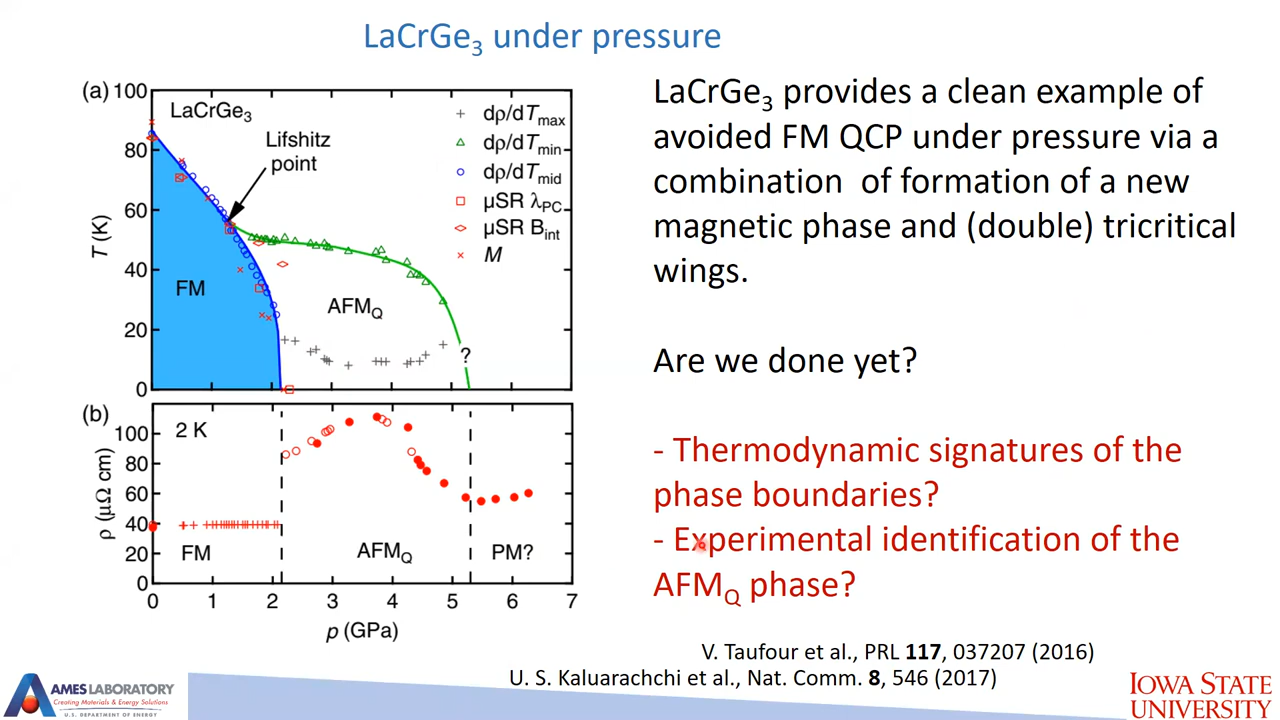 LaCrGe3 under pressure
(a)
100
80
60
40
20
0
T (K)
LaCrGe3
Lifshitz
point
FM
AFMQ
?
dρ/dTmax
dρ/dTmin
dρ/dTmid
μSR λPC
μSR Bint
M
(b)
100
80
60
40
20
0
ρ (μΩ cm)
2 K
FM
AFMQ
PM?
0 1 2 3 4 5 6 7
p (GPa)
LaCrGe3 provides a clean example of
avoided FM QCP under pressure via a
combination of formation of a new
magnetic phase and (double) tricritical
wings.
Are we done yet?
- Thermodynamic signatures of the
phase boundaries?
- Experimental identification of the
AFMQ phase?
V. Taufour et al., PRL 117, 037207 (2016)
U. S. Kaluarachchi et al., Nat. Comm. 8, 546 (2017)
AMES LABORATORY
Creating Materials & Energy Solutions
U.S. DEPARTMENT OF ENERGY
IOWA STATE
UNIVERSITY